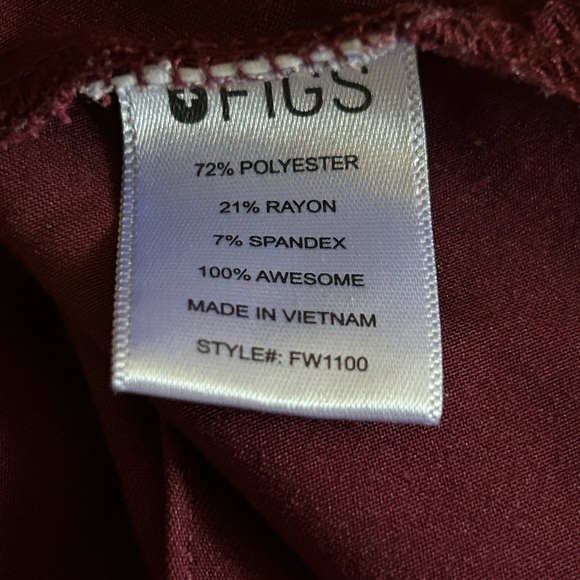 FIGS
72% POLYESTER
21% RAYON
7% SPANDEX
100% AWESOME
MADE IN VIETNAM
STYLE#: FW1100